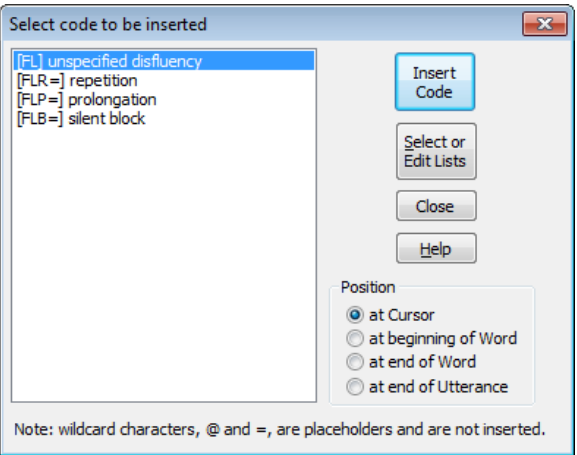 Select code to be inserted
[FL] unspecified disfluency
[FLR=] repetition
[FLP=] prolongation
[FLB=] silent block
Insert
Code
Select or
Edit Lists
Close
Help
Position
at Cursor
at beginning of Word
at end of Word
at end of Utterance
Note: wildcard characters, @ and =, are placeholders and are not inserted.